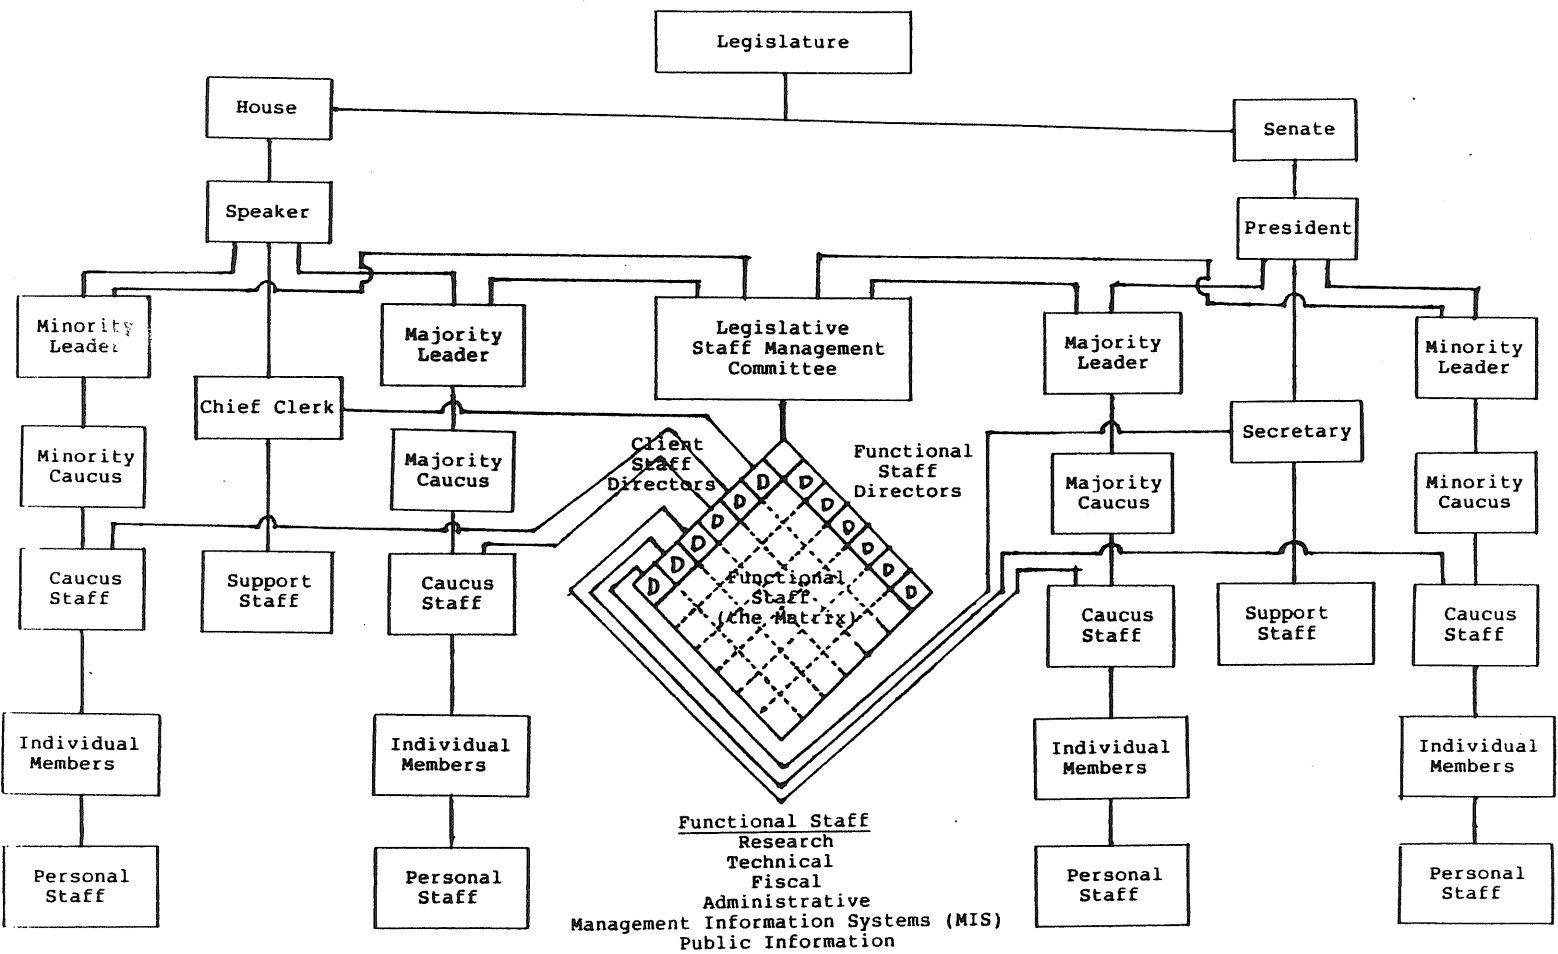 Legislature
House
Senate
Speaker
President
Minority
Leader
Majority
Leader
Legislative
Staff Management
Committee
Majority
Leader
Minority
Leader
Chief Clerk
Secretary
Minority
Caucus
Majority
Caucus
Client
Staff
Directors
Functional
Staff
Directors
Majority
Caucus
Minority
Caucus
D
D
D
D
D
D
D
D
D
D
D
D
Functional
Staff
(the Matrix)
Caucus
Staff
Support
Staff
Caucus
Staff
Caucus
Staff
Support
Staff
Caucus
Staff
Individual
Members
Individual
Members
Individual
Members
Individual
Members
Personal
Staff
Personal
Staff
Personal
Staff
Personal
Staff
Functional Staff
Research
Technical
Fiscal
Administrative
Management Information Systems (MIS)
Public Information